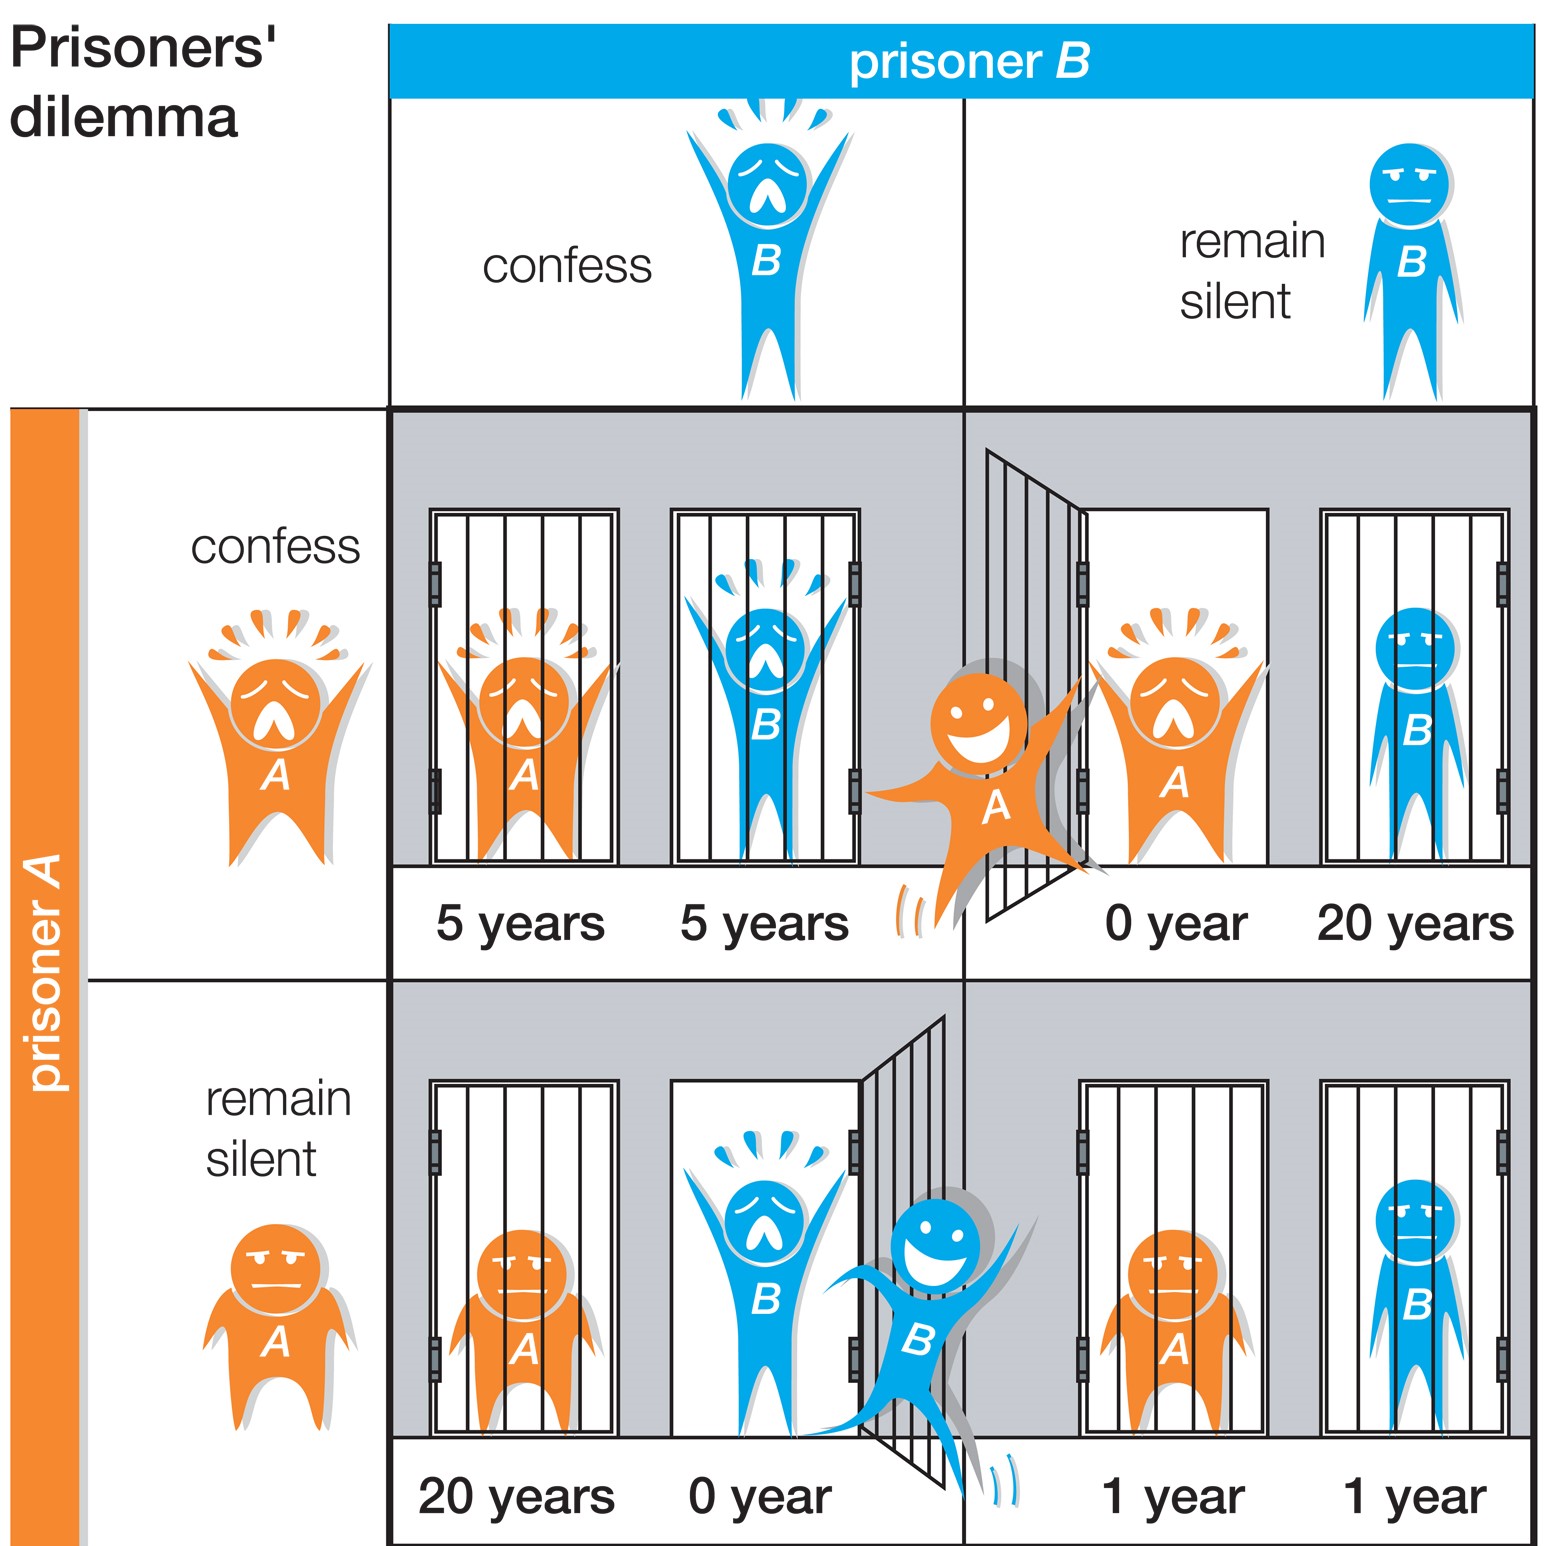 Prisoners'
dilemma
prisoner B
confess
B
remain
silent
B
prisoner A
confess
A
A
B
A
A
B
5 years
5 years
0 year
20 years
remain
silent
A
A
B
B
A
B
20 years
0 year
1 year
1 year